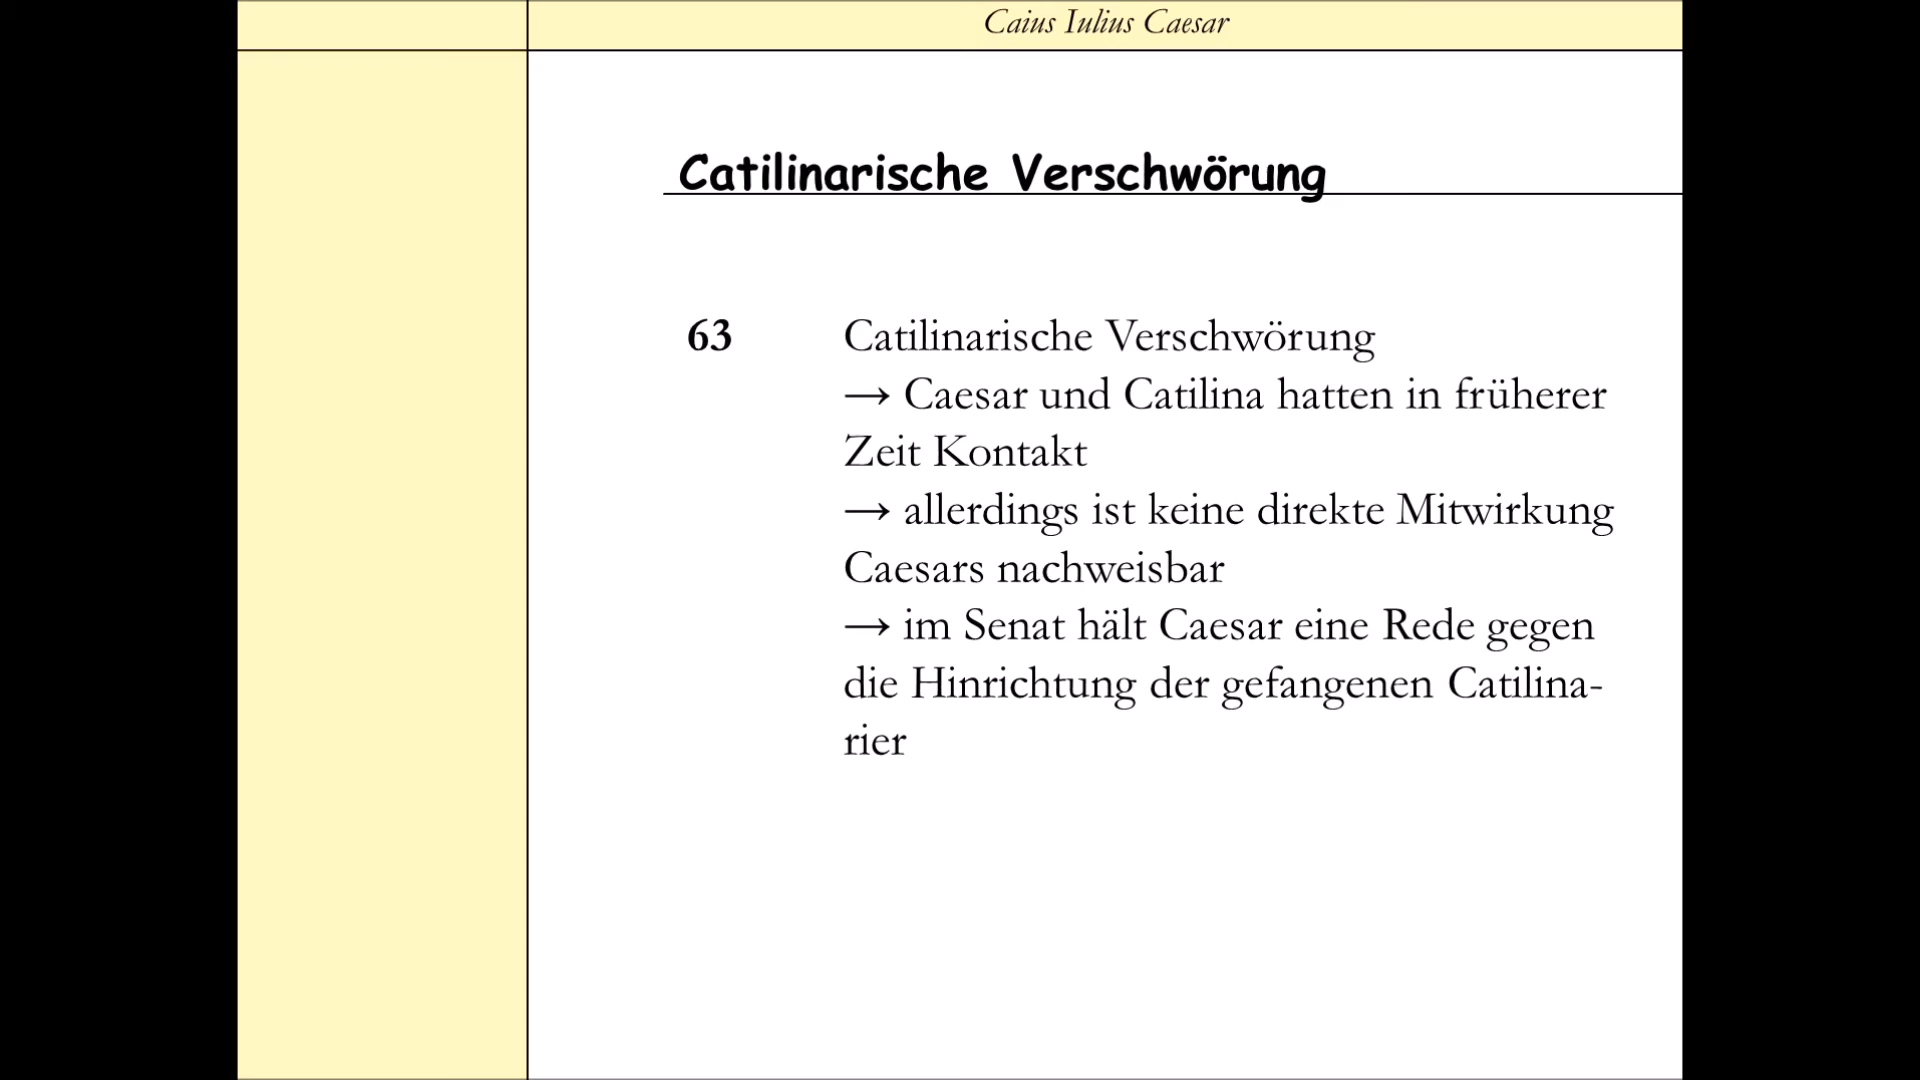 Caius Iulius Caesar
Catilinarische Verschwörung
63 Catilinarische Verschwörung
→ Caesar und Catilina hatten in früherer
Zeit Kontakt
→ allerdings ist keine direkte Mitwirkung
Caesars nachweisbar
→ im Senat hält Caesar eine Rede gegen
die Hinrichtung der gefangenen Catilina-
rier